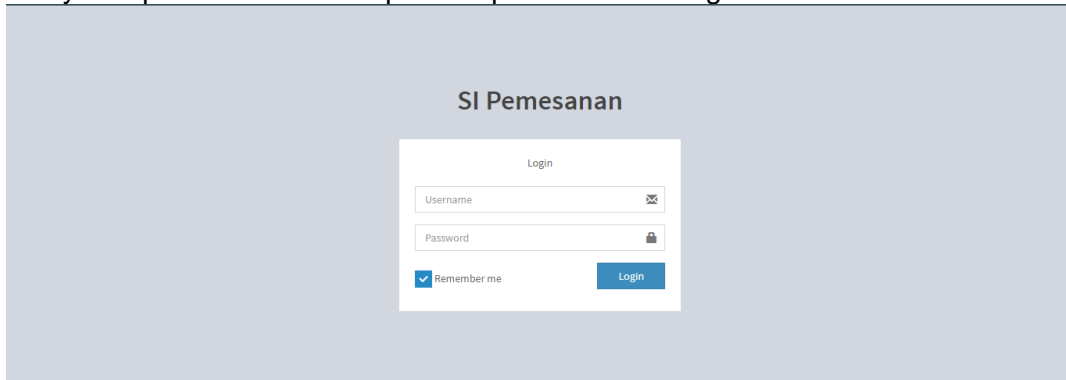 SI Pemesanan
Login
Username
Password
Remember me
Login